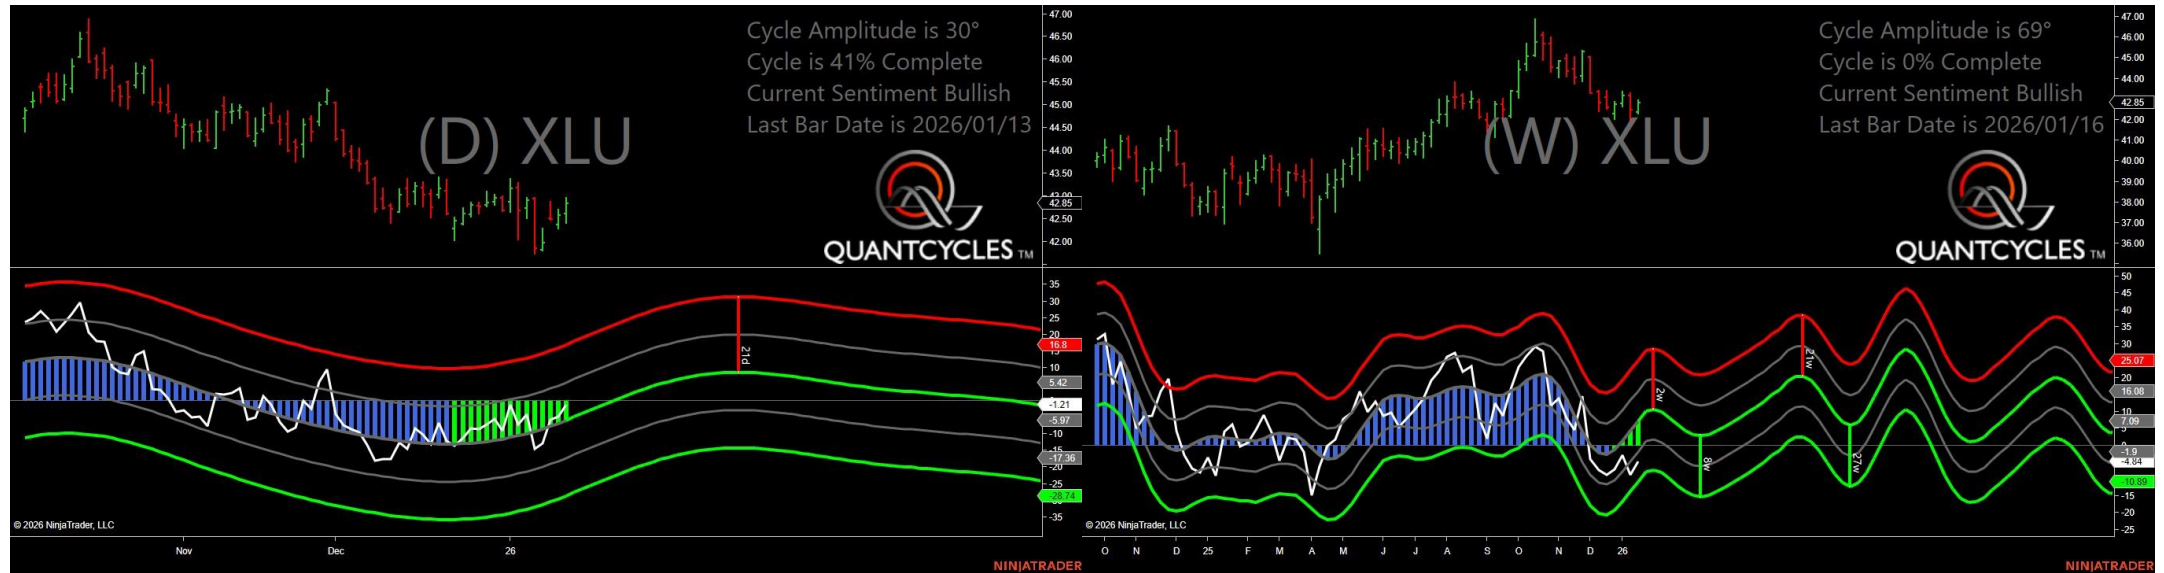 Cycle Amplitude is 30°
Cycle is 41% Complete
Current Sentiment Bullish
Last Bar Date is 2026/01/13
(D) XLU
QUANTCYCLES TM
47.00
46.50
46.00
45.50
45.00
44.50
44.00
43.50
43.00
42.85
42.50
42.00
35
30
25
20
16.8
15
10
5.42
-1.21
-5.97
-10
-15
-17.36
-20
-25
-28.74
-35
21d
© 2026 NinjaTrader, LLC
Nov
Dec
26
NINJATRADER
Cycle Amplitude is 69°
Cycle is 0% Complete
Current Sentiment Bullish
Last Bar Date is 2026/01/16
(W) XLU
QUANTCYCLES TM
47.00
46.00
45.00
44.00
42.85
42.00
41.00
40.00
39.00
38.00
37.00
36.00
50
45
40
35
30
25.07
20
16.08
10
7.09
-1.9
-4.84
-10.89
-15
-20
-25
2w
8w
21w
27w
© 2026 NinjaTrader, LLC
O N D 25 F M A M J J A S O N D 26
NINJATRADER